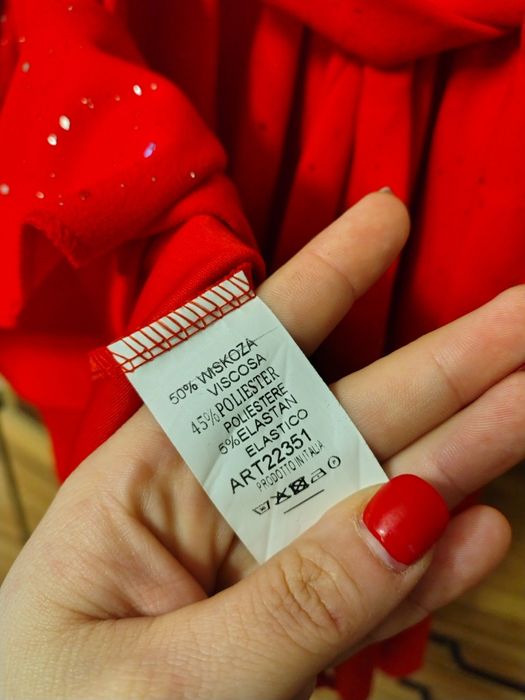 50% WISKOZA
VISCOSA
45% POLIESTER
POLIESTERE
5%ELASTAN
ELASTICO
ART22351
PRODOTTO IN ITALIA